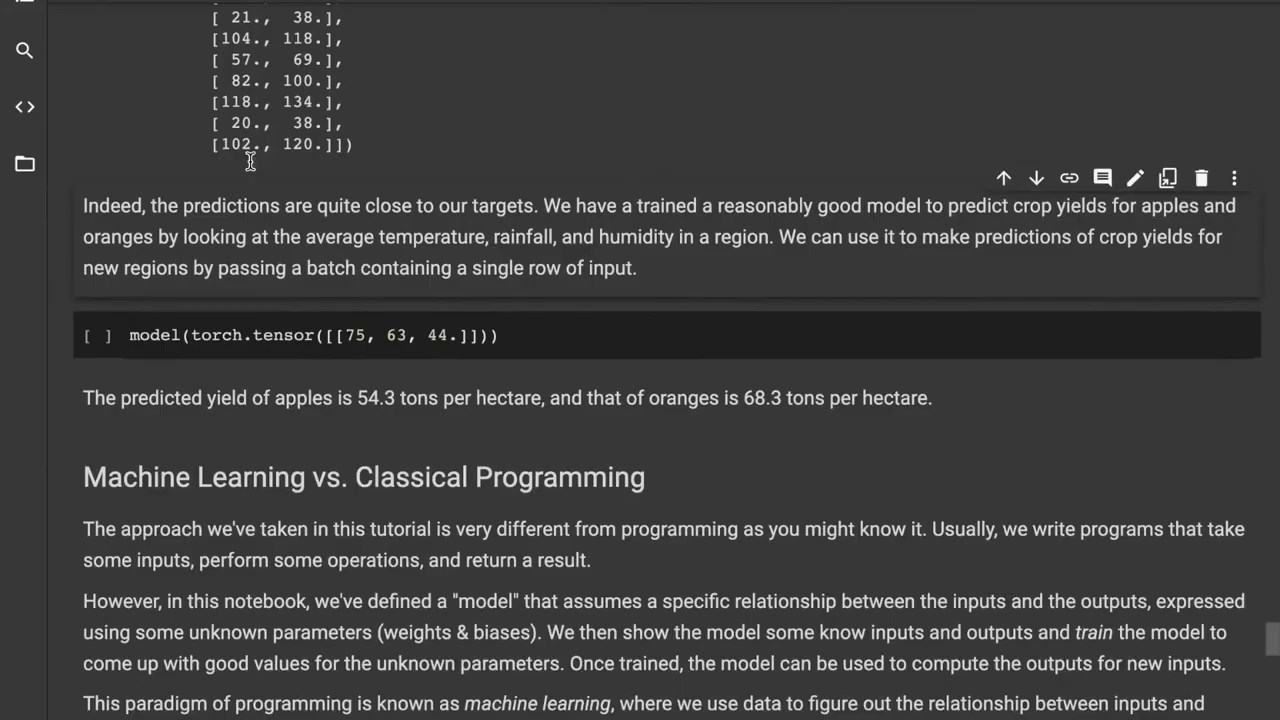 [ 21., 38.],
[104., 118.],
[ 57., 69.],
[ 82., 100.],
[118., 134.],
[ 20., 38.],
[102., 120.]])
Indeed, the predictions are quite close to our targets. We have a trained a reasonably good model to predict crop yields for apples and
oranges by looking at the average temperature, rainfall, and humidity in a region. We can use it to make predictions of crop yields for
new regions by passing a batch containing a single row of input.
[ ] model(torch.tensor([[75, 63, 44.]]))
The predicted yield of apples is 54.3 tons per hectare, and that of oranges is 68.3 tons per hectare.
Machine Learning vs. Classical Programming
The approach we've taken in this tutorial is very different from programming as you might know it. Usually, we write programs that take
some inputs, perform some operations, and return a result.
However, in this notebook, we've defined a "model" that assumes a specific relationship between the inputs and the outputs, expressed
using some unknown parameters (weights & biases). We then show the model some know inputs and outputs and train the model to
come up with good values for the unknown parameters. Once trained, the model can be used to compute the outputs for new inputs.
This paradigm of programming is known as machine learning, where we use data to figure out the relationship between inputs and